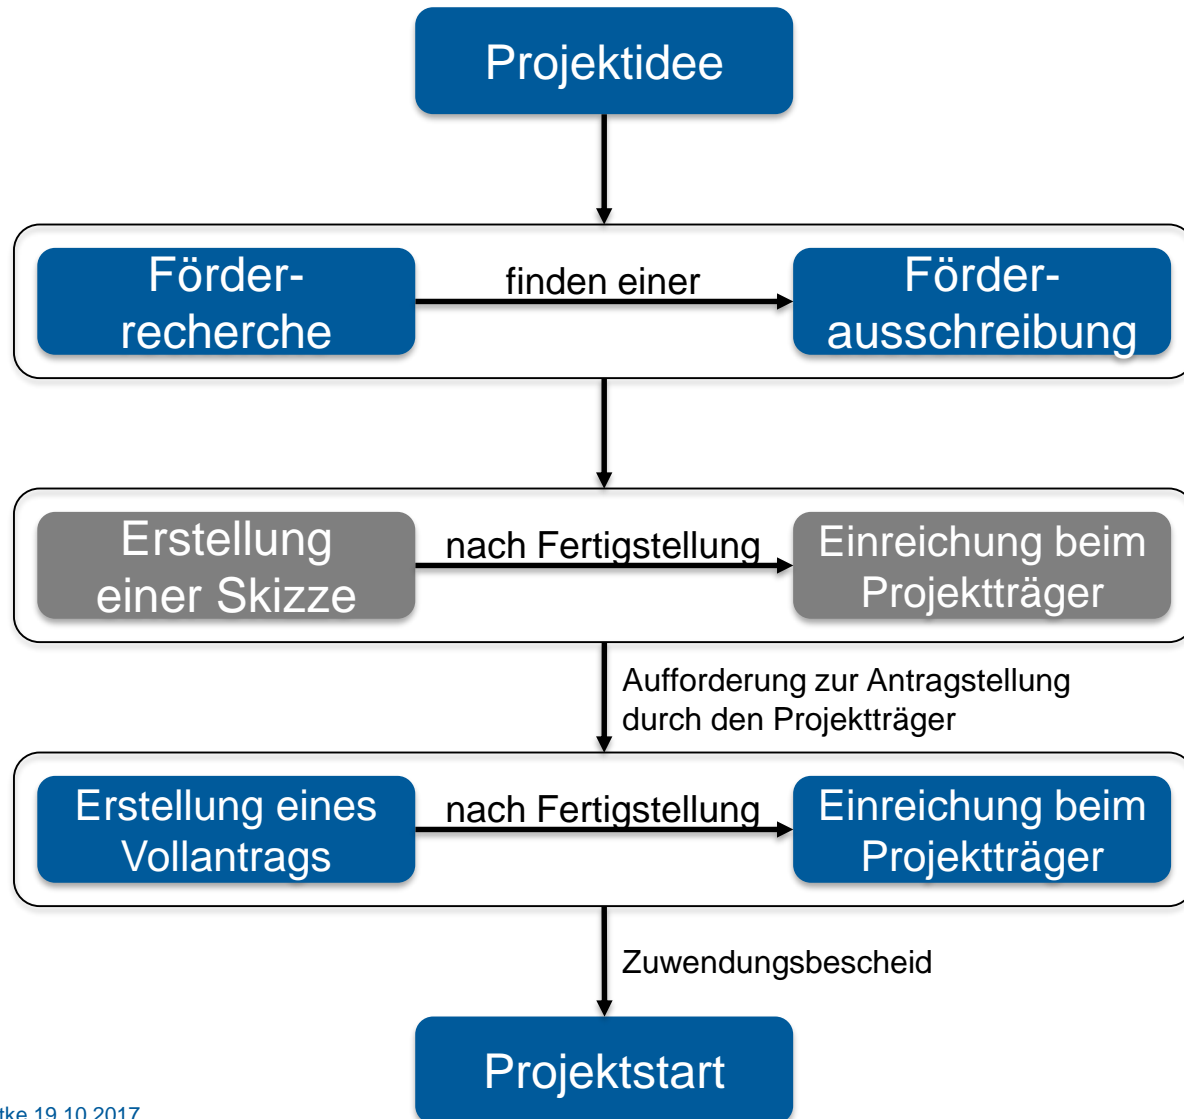 Projektidee
Förder-
recherche
finden einer
Förder-
ausschreibung
Erstellung
einer Skizze
nach Fertigstellung
Einreichung beim
Projektträger
Aufforderung zur Antragstellung
durch den Projektträger
Erstellung eines
Vollantrags
nach Fertigstellung
Einreichung beim
Projektträger
Zuwendungsbescheid
Projektstart
19.10.2017